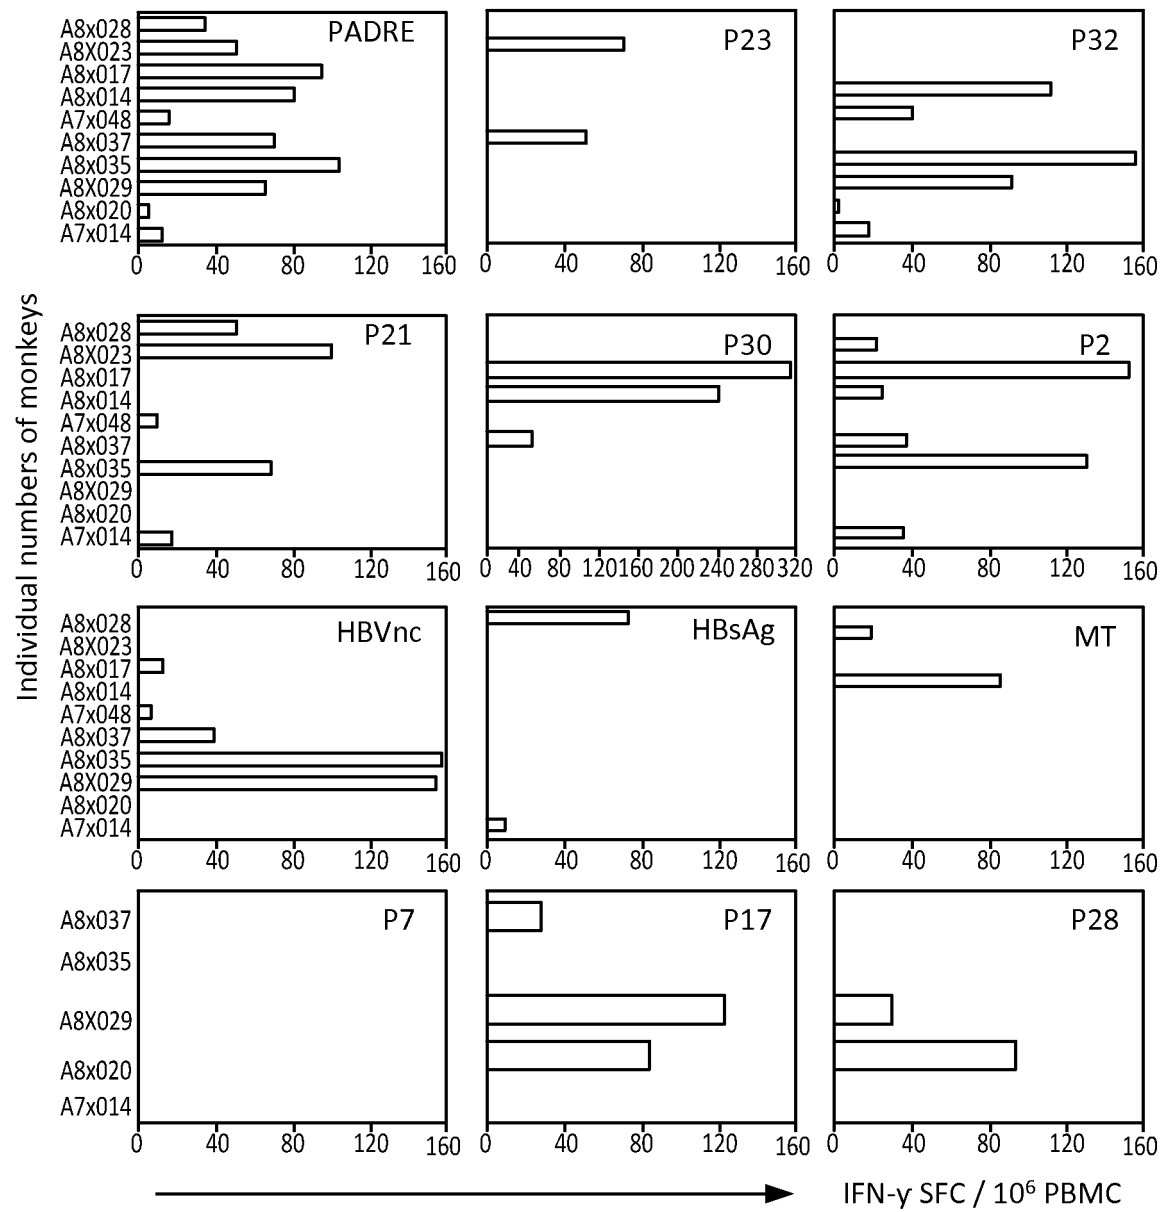 Individual numbers of monkeys
A8x028
A8X023
A8x017
A8x014
A7x048
A8x037
A8x035
A8X029
A8x020
A7x014
PADRE
0 40 80 120 160
P23
0 40 80 120 160
P32
0 40 80 120 160
A8x028
A8X023
A8x017
A8x014
A7x048
A8x037
A8x035
A8X029
A8x020
A7x014
P21
0 40 80 120 160
P30
0 40 80 120 160 200 240 280 320
P2
0 40 80 120 160
A8x028
A8X023
A8x017
A8x014
A7x048
A8x037
A8x035
A8X029
A8x020
A7x014
HBVnc
0 40 80 120 160
HBsAg
0 40 80 120 160
MT
0 40 80 120 160
A8x037
A8x035
A8X029
A8x020
A7x014
P7
0 40 80 120 160
P17
0 40 80 120 160
P28
0 40 80 120 160
IFN-γ SFC / 10⁶ PBMC